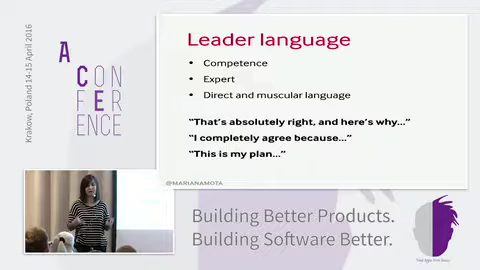 Krakow, Poland 14-15 April 2016
A
CON
FER
ENCE
Leader language
• Competence
• Expert
• Direct and muscular language
"That's absolutely right, and here's why..."
"I completely agree because..."
"This is my plan..."
@MARIANAMOTA
Building Better Products.
Building Software Better.